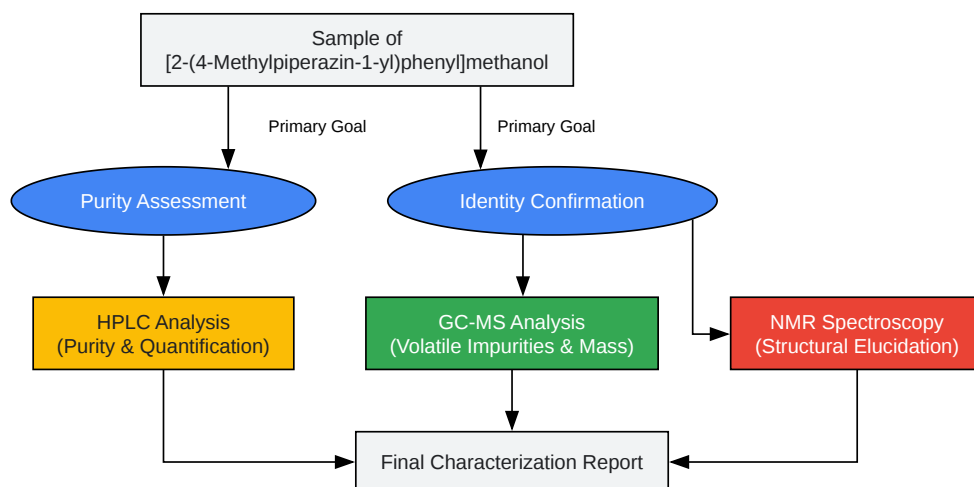 Sample of
[2-(4-Methylpiperazin-1-yl)phenyl]methanol
Primary Goal
Primary Goal
Purity Assessment
Identity Confirmation
HPLC Analysis
(Purity & Quantification)
GC-MS Analysis
(Volatile Impurities & Mass)
NMR Spectroscopy
(Structural Elucidation)
Final Characterization Report